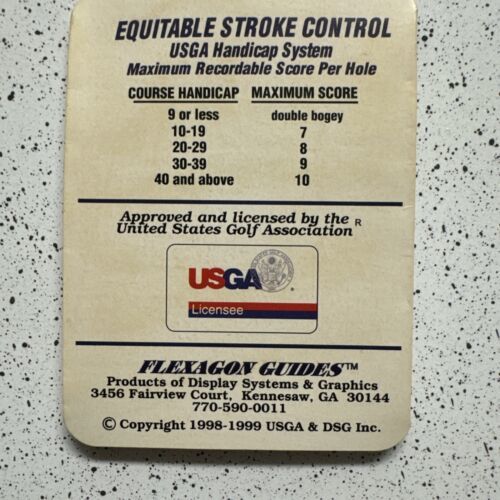 EQUITABLE STROKE CONTROL
USGA Handicap System
Maximum Recordable Score Per Hole
COURSE HANDICAP MAXIMUM SCORE
9 or less double bogey
10-19 7
20-29 8
30-39 9
40 and above 10
Approved and licensed by the R
United States Golf Association
USGA ®
Licensee
FLEXAGON GUIDES™
Products of Display Systems & Graphics
3456 Fairview Court, Kennesaw, GA 30144
770-590-0011
© Copyright 1998-1999 USGA & DSG Inc.